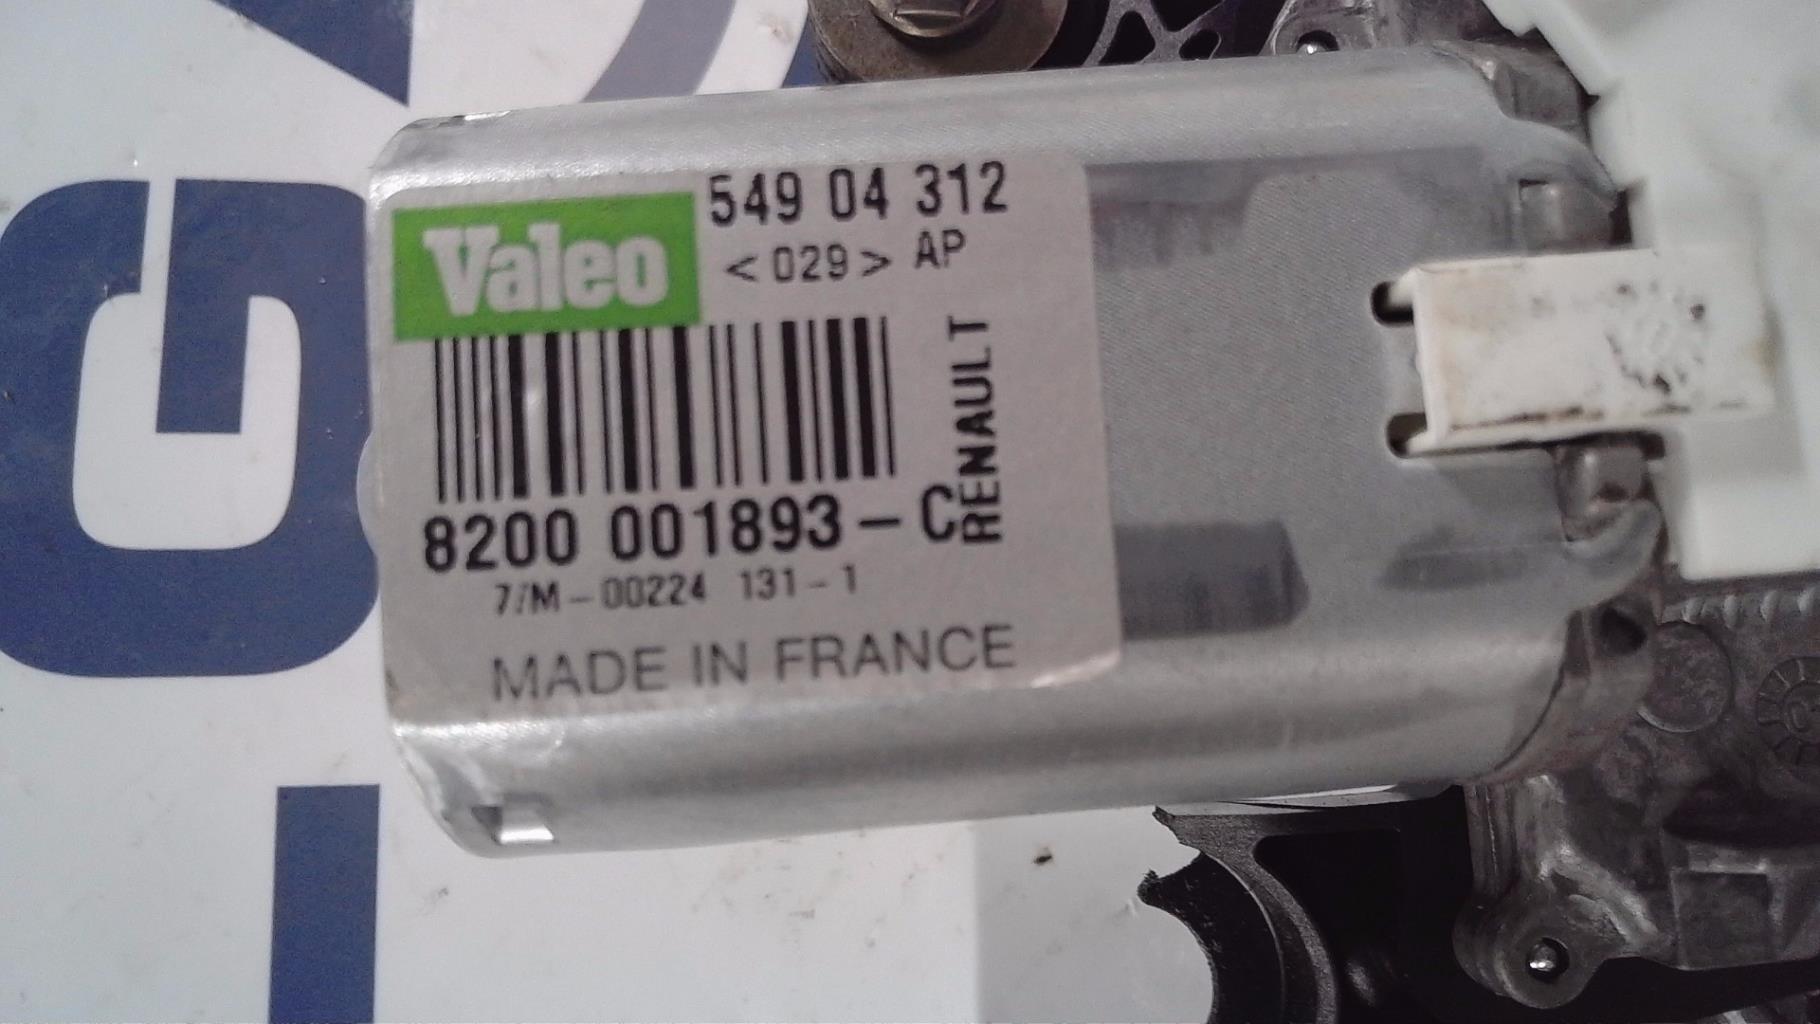 Valeo
549 04 312
<029> AP
RENAULT
8200 001893-C
7/M-00224 131-1
MADE IN FRANCE